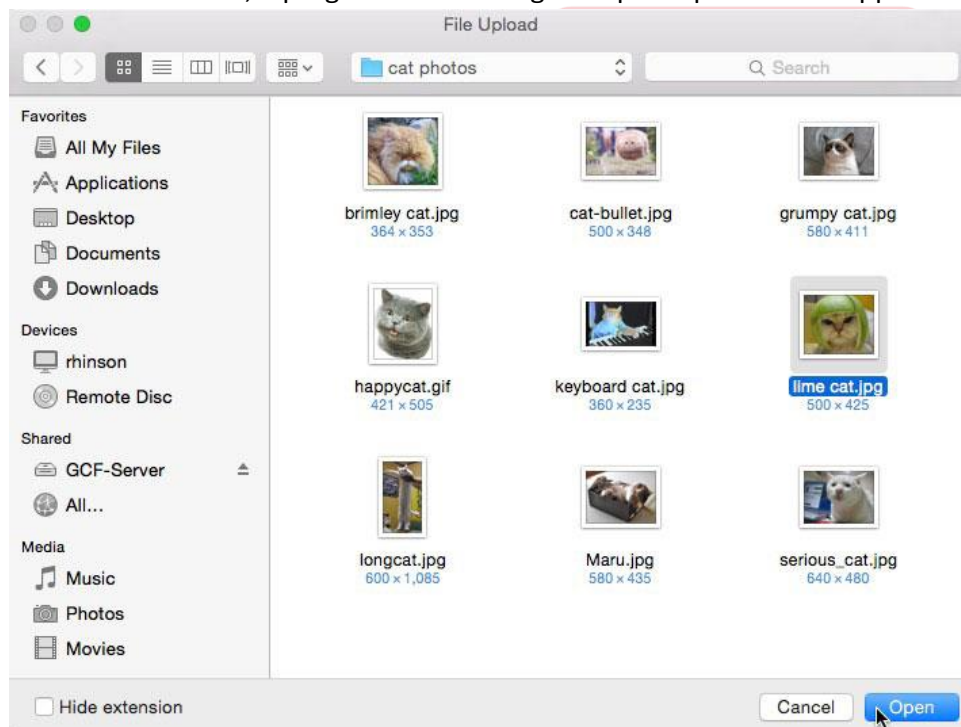 File Upload
cat photos
Search
Favorites
All My Files
Applications
Desktop
Documents
Downloads
Devices
rhinson
Remote Disc
Shared
GCF-Server
All...
Media
Music
Photos
Movies
brimley cat.jpg
364 × 353
cat-bullet.jpg
500 × 348
grumpy cat.jpg
580 × 411
happycat.gif
421 × 505
keyboard cat.jpg
360 × 235
lime cat.jpg
500 × 425
longcat.jpg
600 × 1,085
Maru.jpg
580 × 435
serious_cat.jpg
640 × 480
Hide extension
Cancel
Open